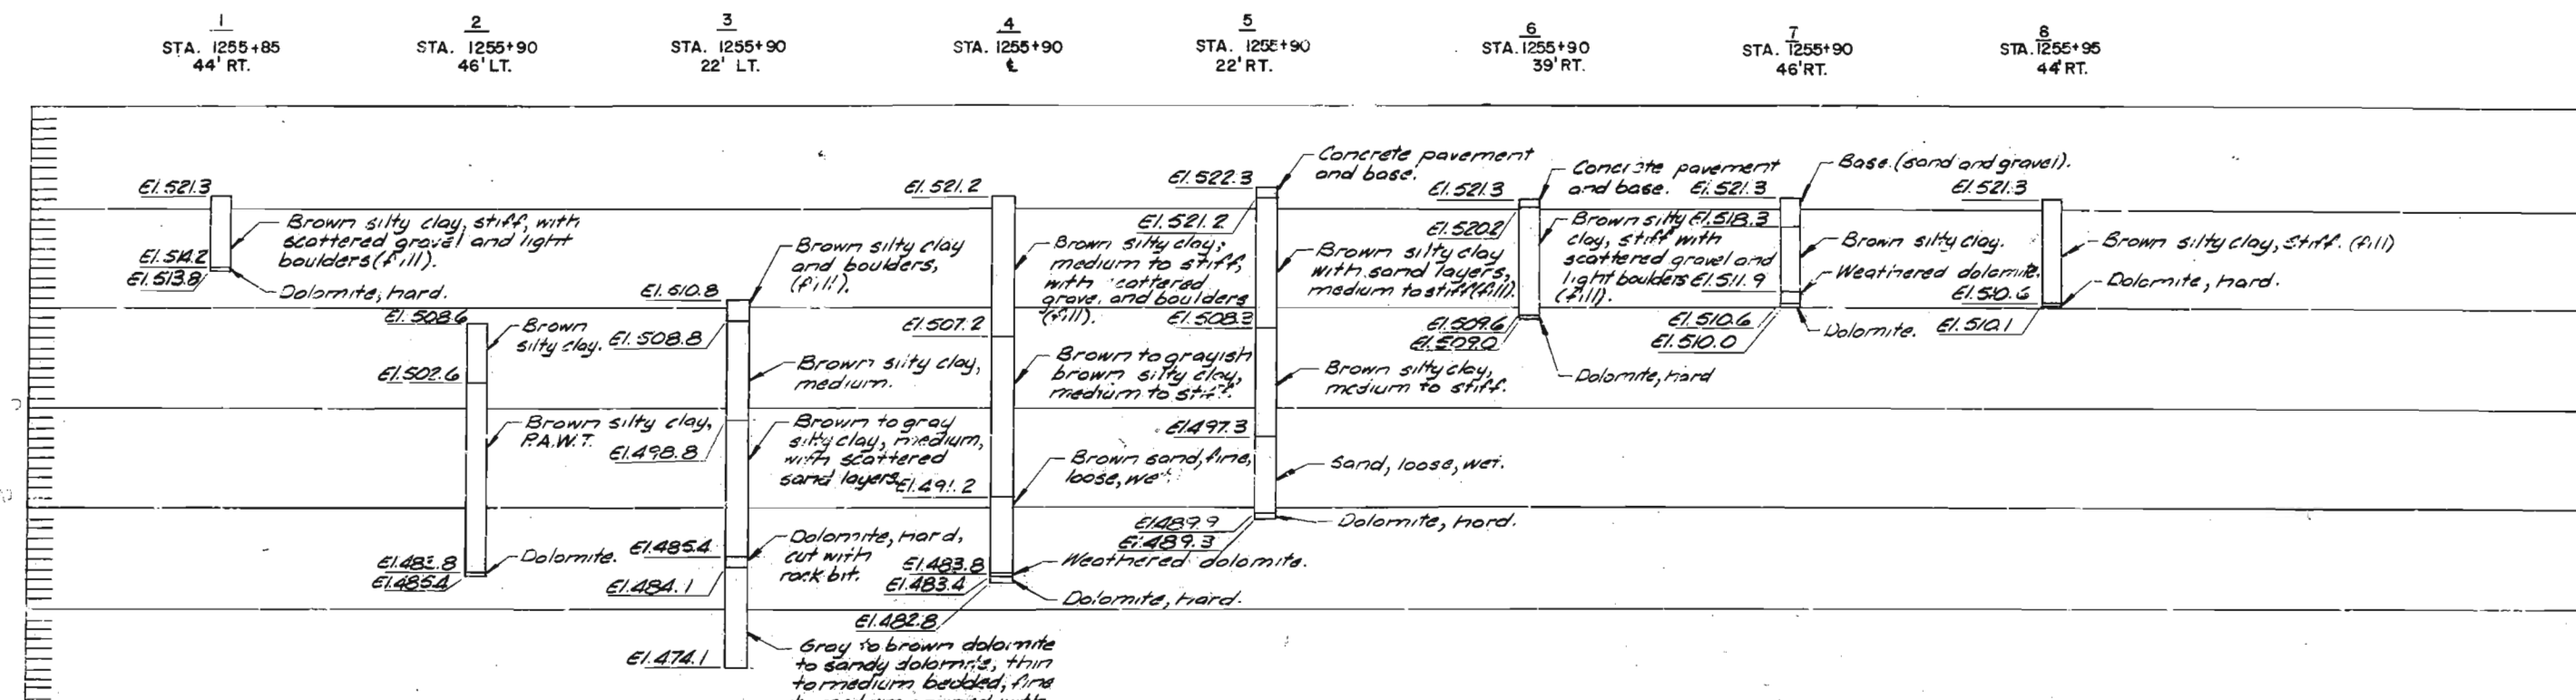 1
STA. 1255+85
44' RT.
2
STA. 1255+90
46' LT.
3
STA. 1255+90
22' LT.
4
STA. 1255+90
℄
5
STA. 1255+90
22' RT.
6
STA. 1255+90
39' RT.
7
STA. 1255+90
46' RT.
8
STA. 1255+95
44' RT.
El. 521.3
Brown silty clay, stiff, with
scattered gravel and light
boulders (fill).
El. 514.2
El. 513.8
Dolomite, hard.
El. 508.6
Brown
silty clay.
El. 502.6
Brown silty clay,
P.A.W.T.
El. 483.8
Dolomite.
El. 485.4
El. 510.8
Brown silty clay
and boulders,
(fill).
El. 508.8
Brown silty clay,
medium.
El. 498.8
Brown to gray
silty clay, medium,
with scattered
sand layers.
El. 485.4
Dolomite, hard,
cut with
rock bit.
El. 484.1
Gray to brown dolomite
to sandy dolomite, thin
to medium bedded, fine
El. 474.1
El. 521.2
Brown silty clay;
medium to stiff,
with scattered
gravel and boulders
(fill).
El. 507.2
Brown to grayish
brown silty clay,
medium to stiff.
El. 491.2
Brown sand, fine,
loose, wet.
El. 483.8
Weathered dolomite.
El. 483.4
Dolomite, hard.
El. 482.8
El. 522.3
Concrete pavement
and base.
El. 521.2
Brown silty clay
with sand layers,
medium to stiff (fill).
El. 508.3
Brown silty clay,
medium to stiff.
El. 497.3
Sand, loose, wet.
El. 489.9
Dolomite, hard.
El. 489.3
El. 521.3
Concrete pavement
and base.
El. 520.2
Brown silty
clay, stiff with
scattered gravel and
light boulders
(fill).
El. 509.6
El. 509.0
Dolomite, hard
El. 521.3
Base (sand and gravel).
El. 518.3
Brown silty clay.
El. 511.9
Weathered dolomite.
El. 510.6
Dolomite.
El. 510.0
El. 521.3
Brown silty clay, stiff. (fill)
El. 510.6
Dolomite, hard.
El. 510.1